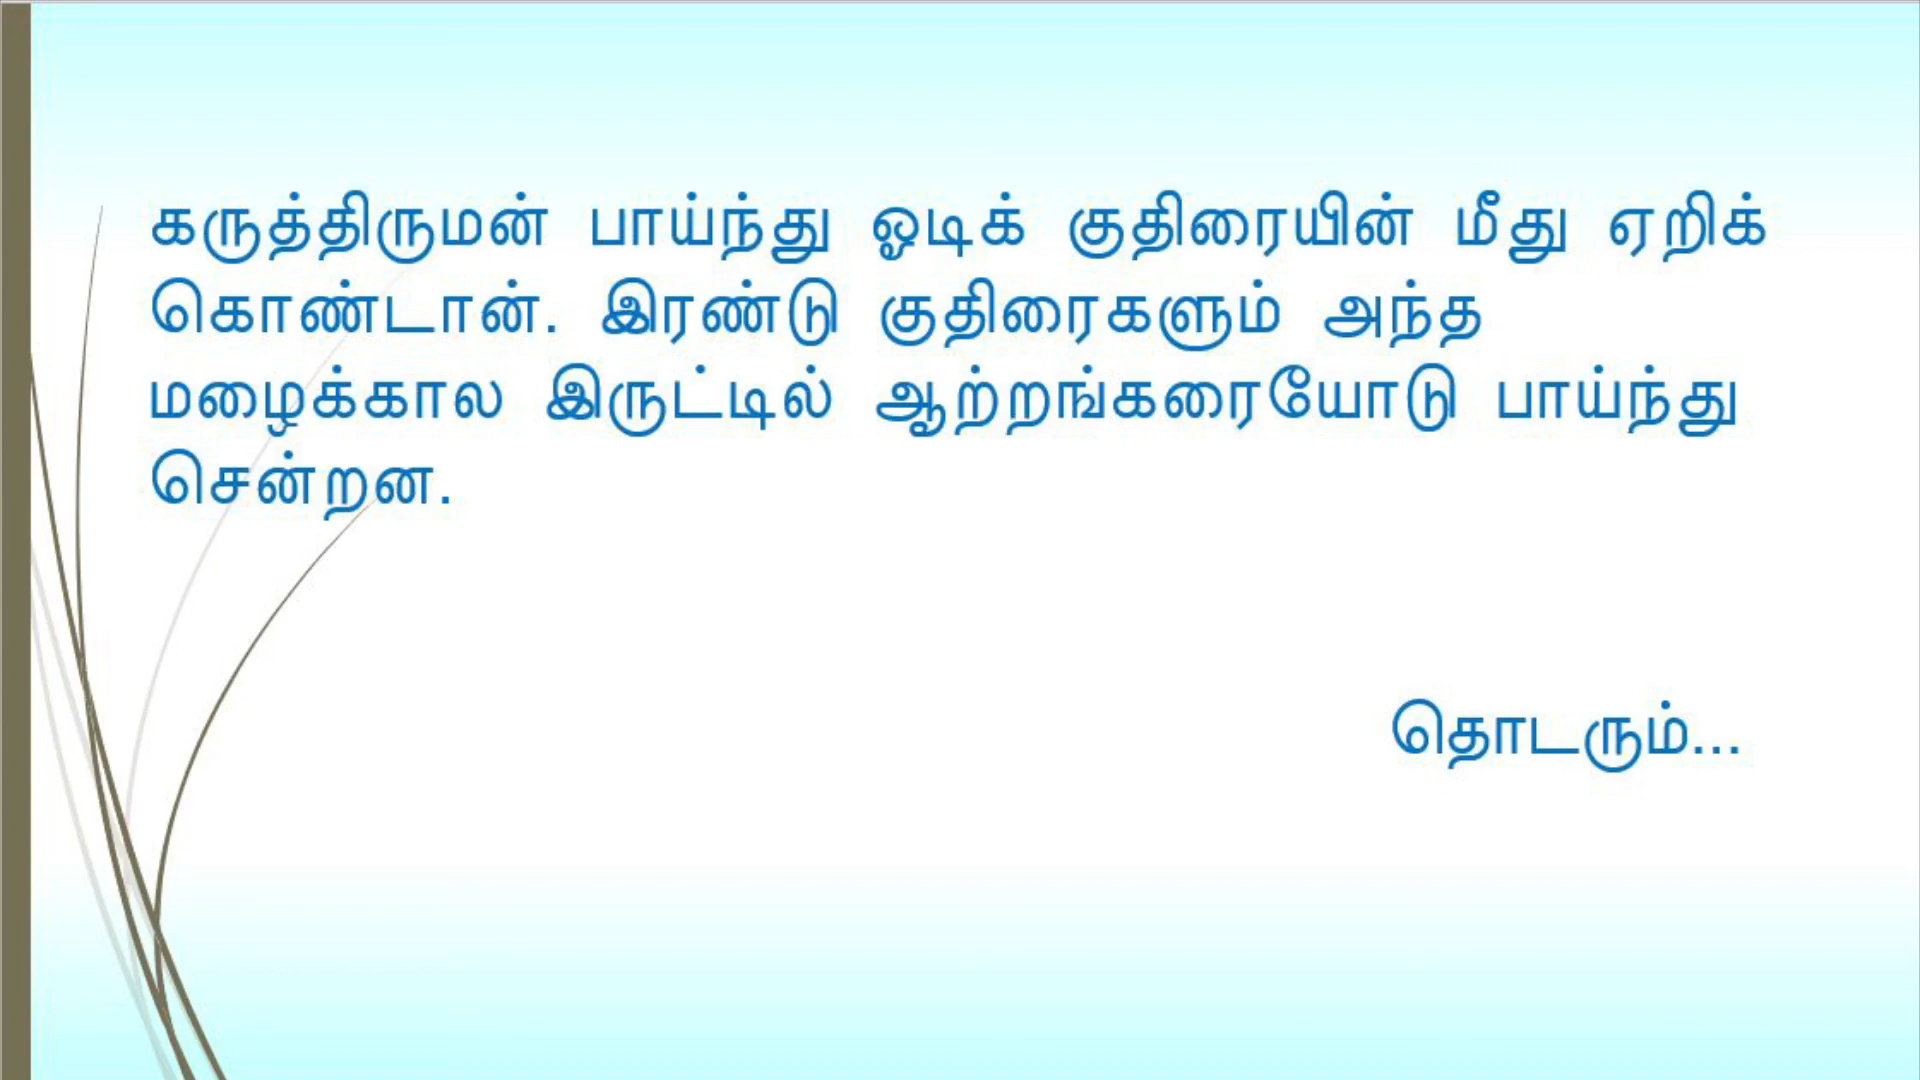 கருத்திருமன் பாய்ந்து ஓடிக் குதிரையின் மீது ஏறிக்
கொண்டான். இரண்டு குதிரைகளும் அந்த
மழைக்கால இருட்டில் ஆற்றங்கரையோடு பாய்ந்து
சென்றன.
தொடரும்...